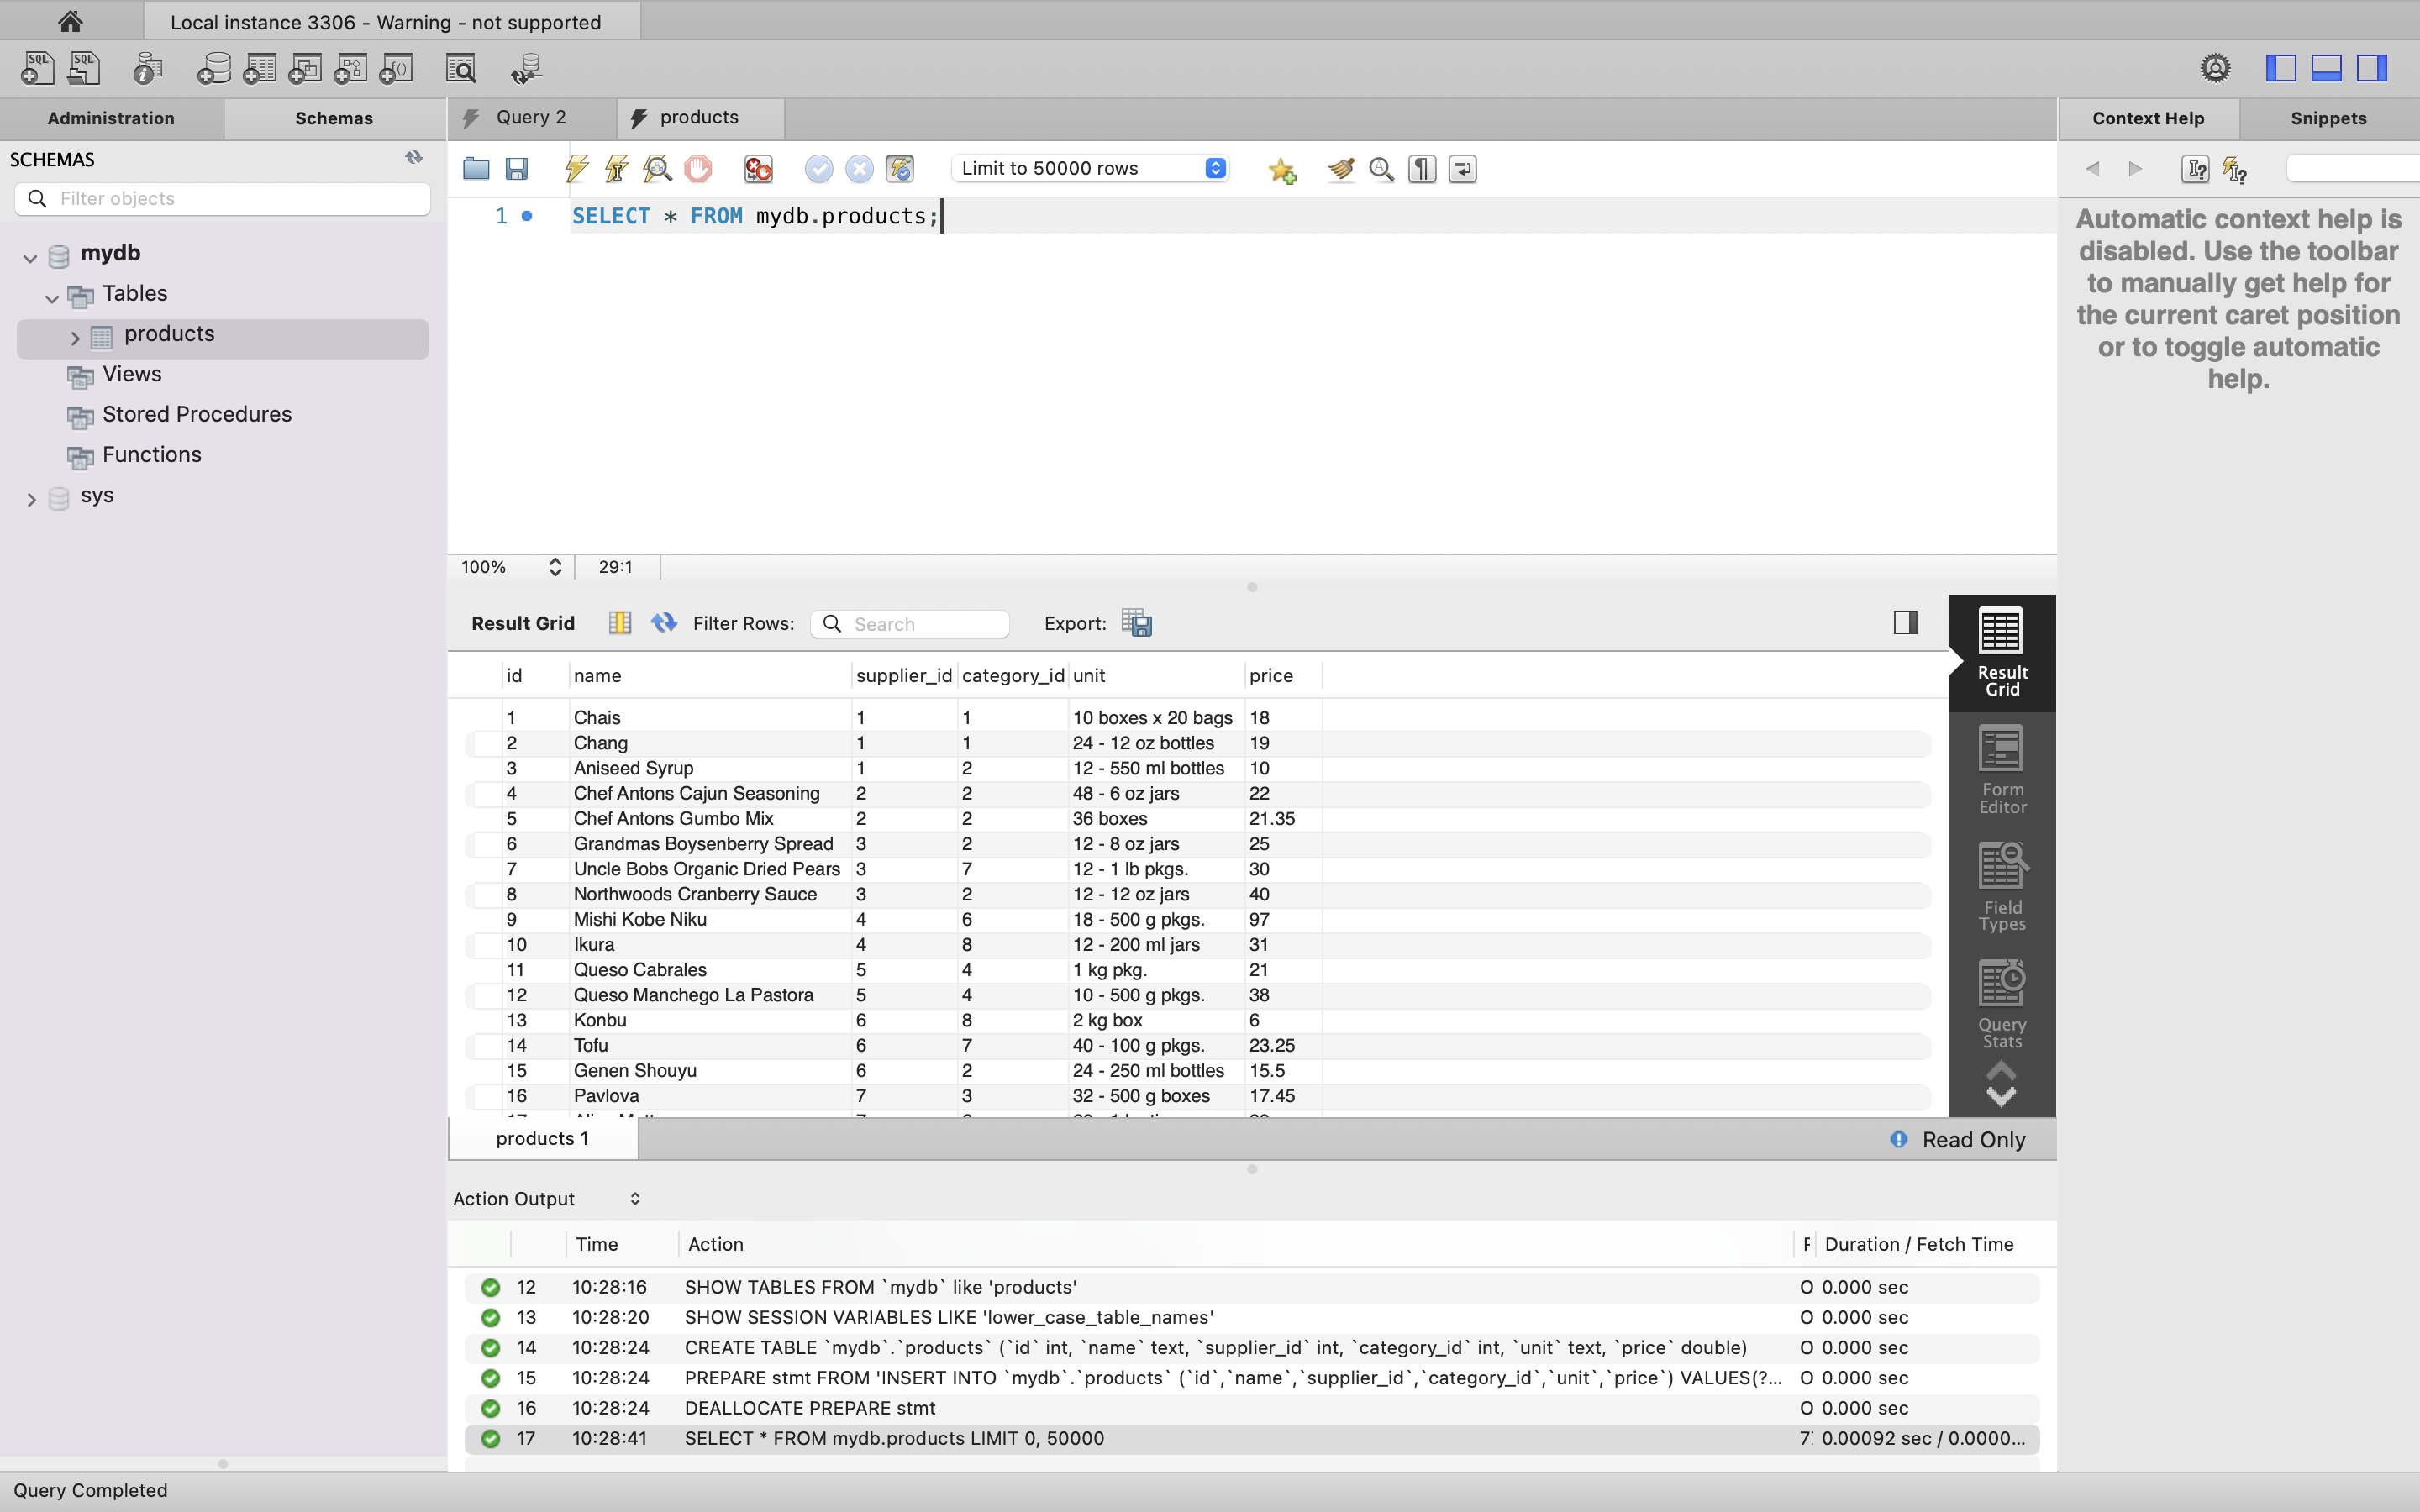 Local instance 3306 - Warning - not supported
Administration
Schemas
Query 2
products
Context Help
Snippets
SCHEMAS
Filter objects
mydb
Tables
products
Views
Stored Procedures
Functions
sys
Limit to 50000 rows
1
SELECT * FROM mydb.products;
Automatic context help is
disabled. Use the toolbar
to manually get help for
the current caret position
or to toggle automatic
help.
100%
29:1
Result Grid
Filter Rows:
Search
Export:
id name supplier_id category_id unit price
1 Chais 1 1 10 boxes x 20 bags 18
2 Chang 1 1 24 - 12 oz bottles 19
3 Aniseed Syrup 1 2 12 - 550 ml bottles 10
4 Chef Antons Cajun Seasoning 2 2 48 - 6 oz jars 22
5 Chef Antons Gumbo Mix 2 2 36 boxes 21.35
6 Grandmas Boysenberry Spread 3 2 12 - 8 oz jars 25
7 Uncle Bobs Organic Dried Pears 3 7 12 - 1 lb pkgs. 30
8 Northwoods Cranberry Sauce 3 2 12 - 12 oz jars 40
9 Mishi Kobe Niku 4 6 18 - 500 g pkgs. 97
10 Ikura 4 8 12 - 200 ml jars 31
11 Queso Cabrales 5 4 1 kg pkg. 21
12 Queso Manchego La Pastora 5 4 10 - 500 g pkgs. 38
13 Konbu 6 8 2 kg box 6
14 Tofu 6 7 40 - 100 g pkgs. 23.25
15 Genen Shouyu 6 2 24 - 250 ml bottles 15.5
16 Pavlova 7 3 32 - 500 g boxes 17.45
Result
Grid
Form
Editor
Field
Types
Query
Stats
products 1
Read Only
Action Output
Time Action F Duration / Fetch Time
12 10:28:16 SHOW TABLES FROM `mydb` like 'products' O 0.000 sec
13 10:28:20 SHOW SESSION VARIABLES LIKE 'lower_case_table_names' O 0.000 sec
14 10:28:24 CREATE TABLE `mydb`.`products` (`id` int, `name` text, `supplier_id` int, `category_id` int, `unit` text, `price` double) O 0.000 sec
15 10:28:24 PREPARE stmt FROM 'INSERT INTO `mydb`.`products` (`id`,`name`,`supplier_id`,`category_id`,`unit`,`price`) VALUES(?... O 0.000 sec
16 10:28:24 DEALLOCATE PREPARE stmt O 0.000 sec
17 10:28:41 SELECT * FROM mydb.products LIMIT 0, 50000 7 0.00092 sec / 0.0000...
Query Completed